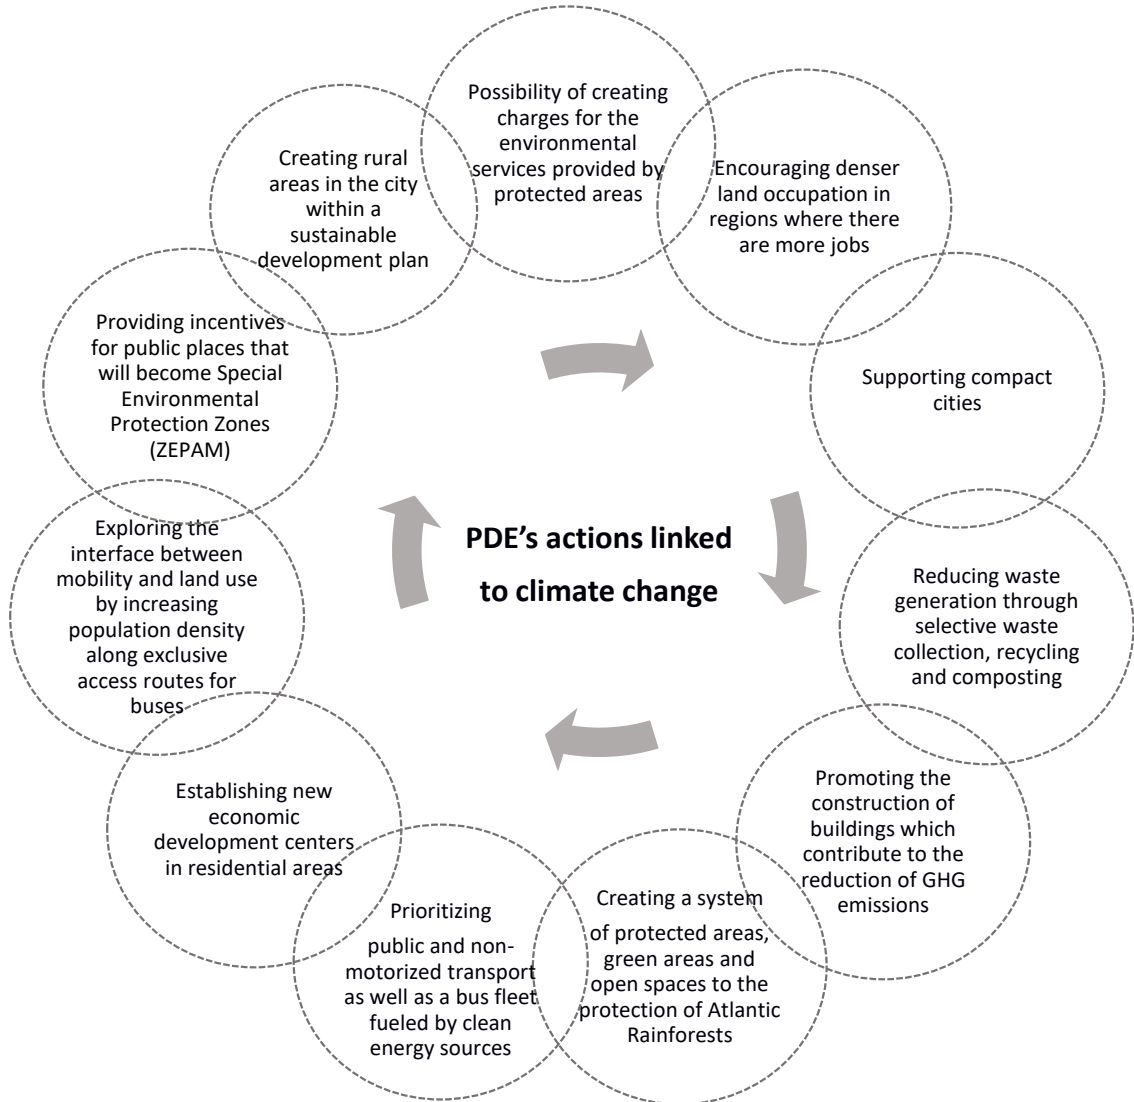 Possibility of creating
charges for the
environmental
services provided by
protected areas
Encouraging denser
land occupation in
regions where there
are more jobs
Supporting compact
cities
Reducing waste
generation through
selective waste
collection, recycling
and composting
Promoting the
construction of
buildings which
contribute to the
reduction of GHG
emissions
Creating a system
of protected areas,
green areas and
open spaces to the
protection of Atlantic
Rainforests
Prioritizing
public and non-
motorized transport
as well as a bus fleet
fueled by clean
energy sources
Establishing new
economic
development centers
in residential areas
Exploring the
interface between
mobility and land use
by increasing
population density
along exclusive
access routes for
buses
Providing incentives
for public places that
will become Special
Environmental
Protection Zones
(ZEPAM)
Creating rural
areas in the city
within a
sustainable
development plan
PDE’s actions linked
to climate change